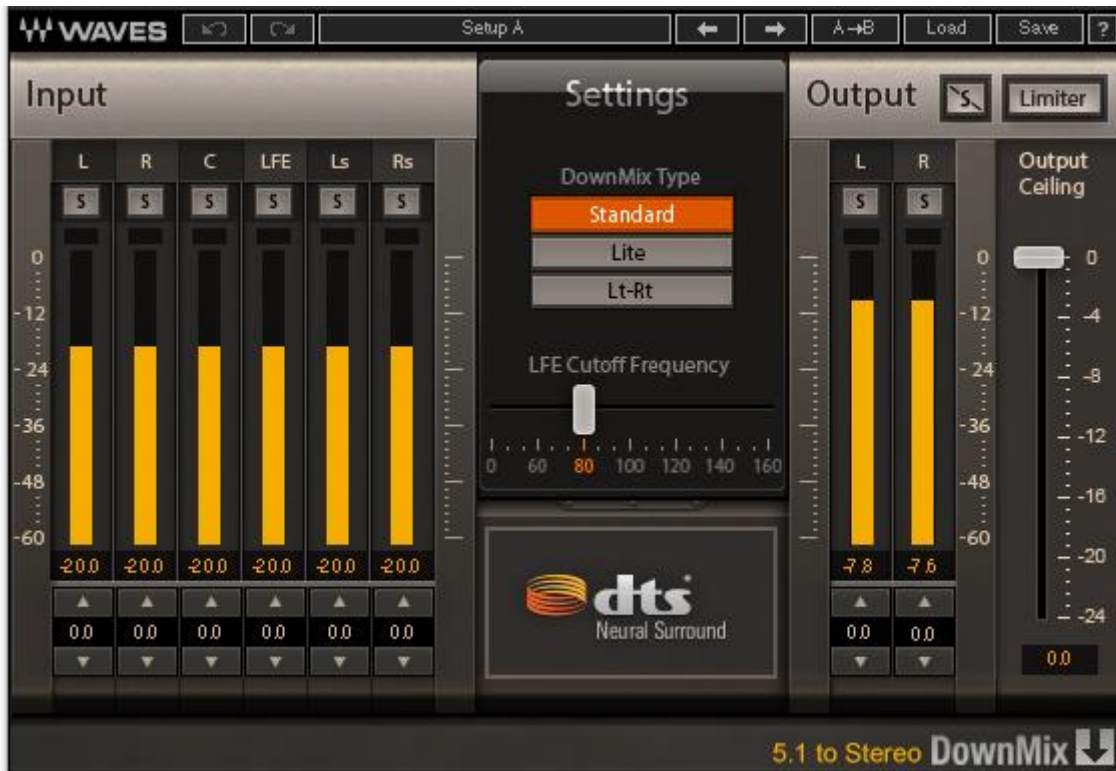 WAVES Setup A A→B Load Save ?
Input Settings Output S Limiter
L R C LFE Ls Rs
S S S S S S
DownMix Type
Standard
Lite
Lt-Rt
LFE Cutoff Frequency
0 60 80 100 120 140 160
0
-12
-24
-36
-48
-60
-20.0 -20.0 -20.0 -20.0 -20.0 -20.0
0.0 0.0 0.0 0.0 0.0 0.0
dts
Neural Surround
L R
S S
0
-12
-24
-36
-48
-60
-7.8 -7.6
0.0 0.0
Output
Ceiling
0
-4
-8
-12
-16
-20
-24
0.0
5.1 to Stereo DownMix